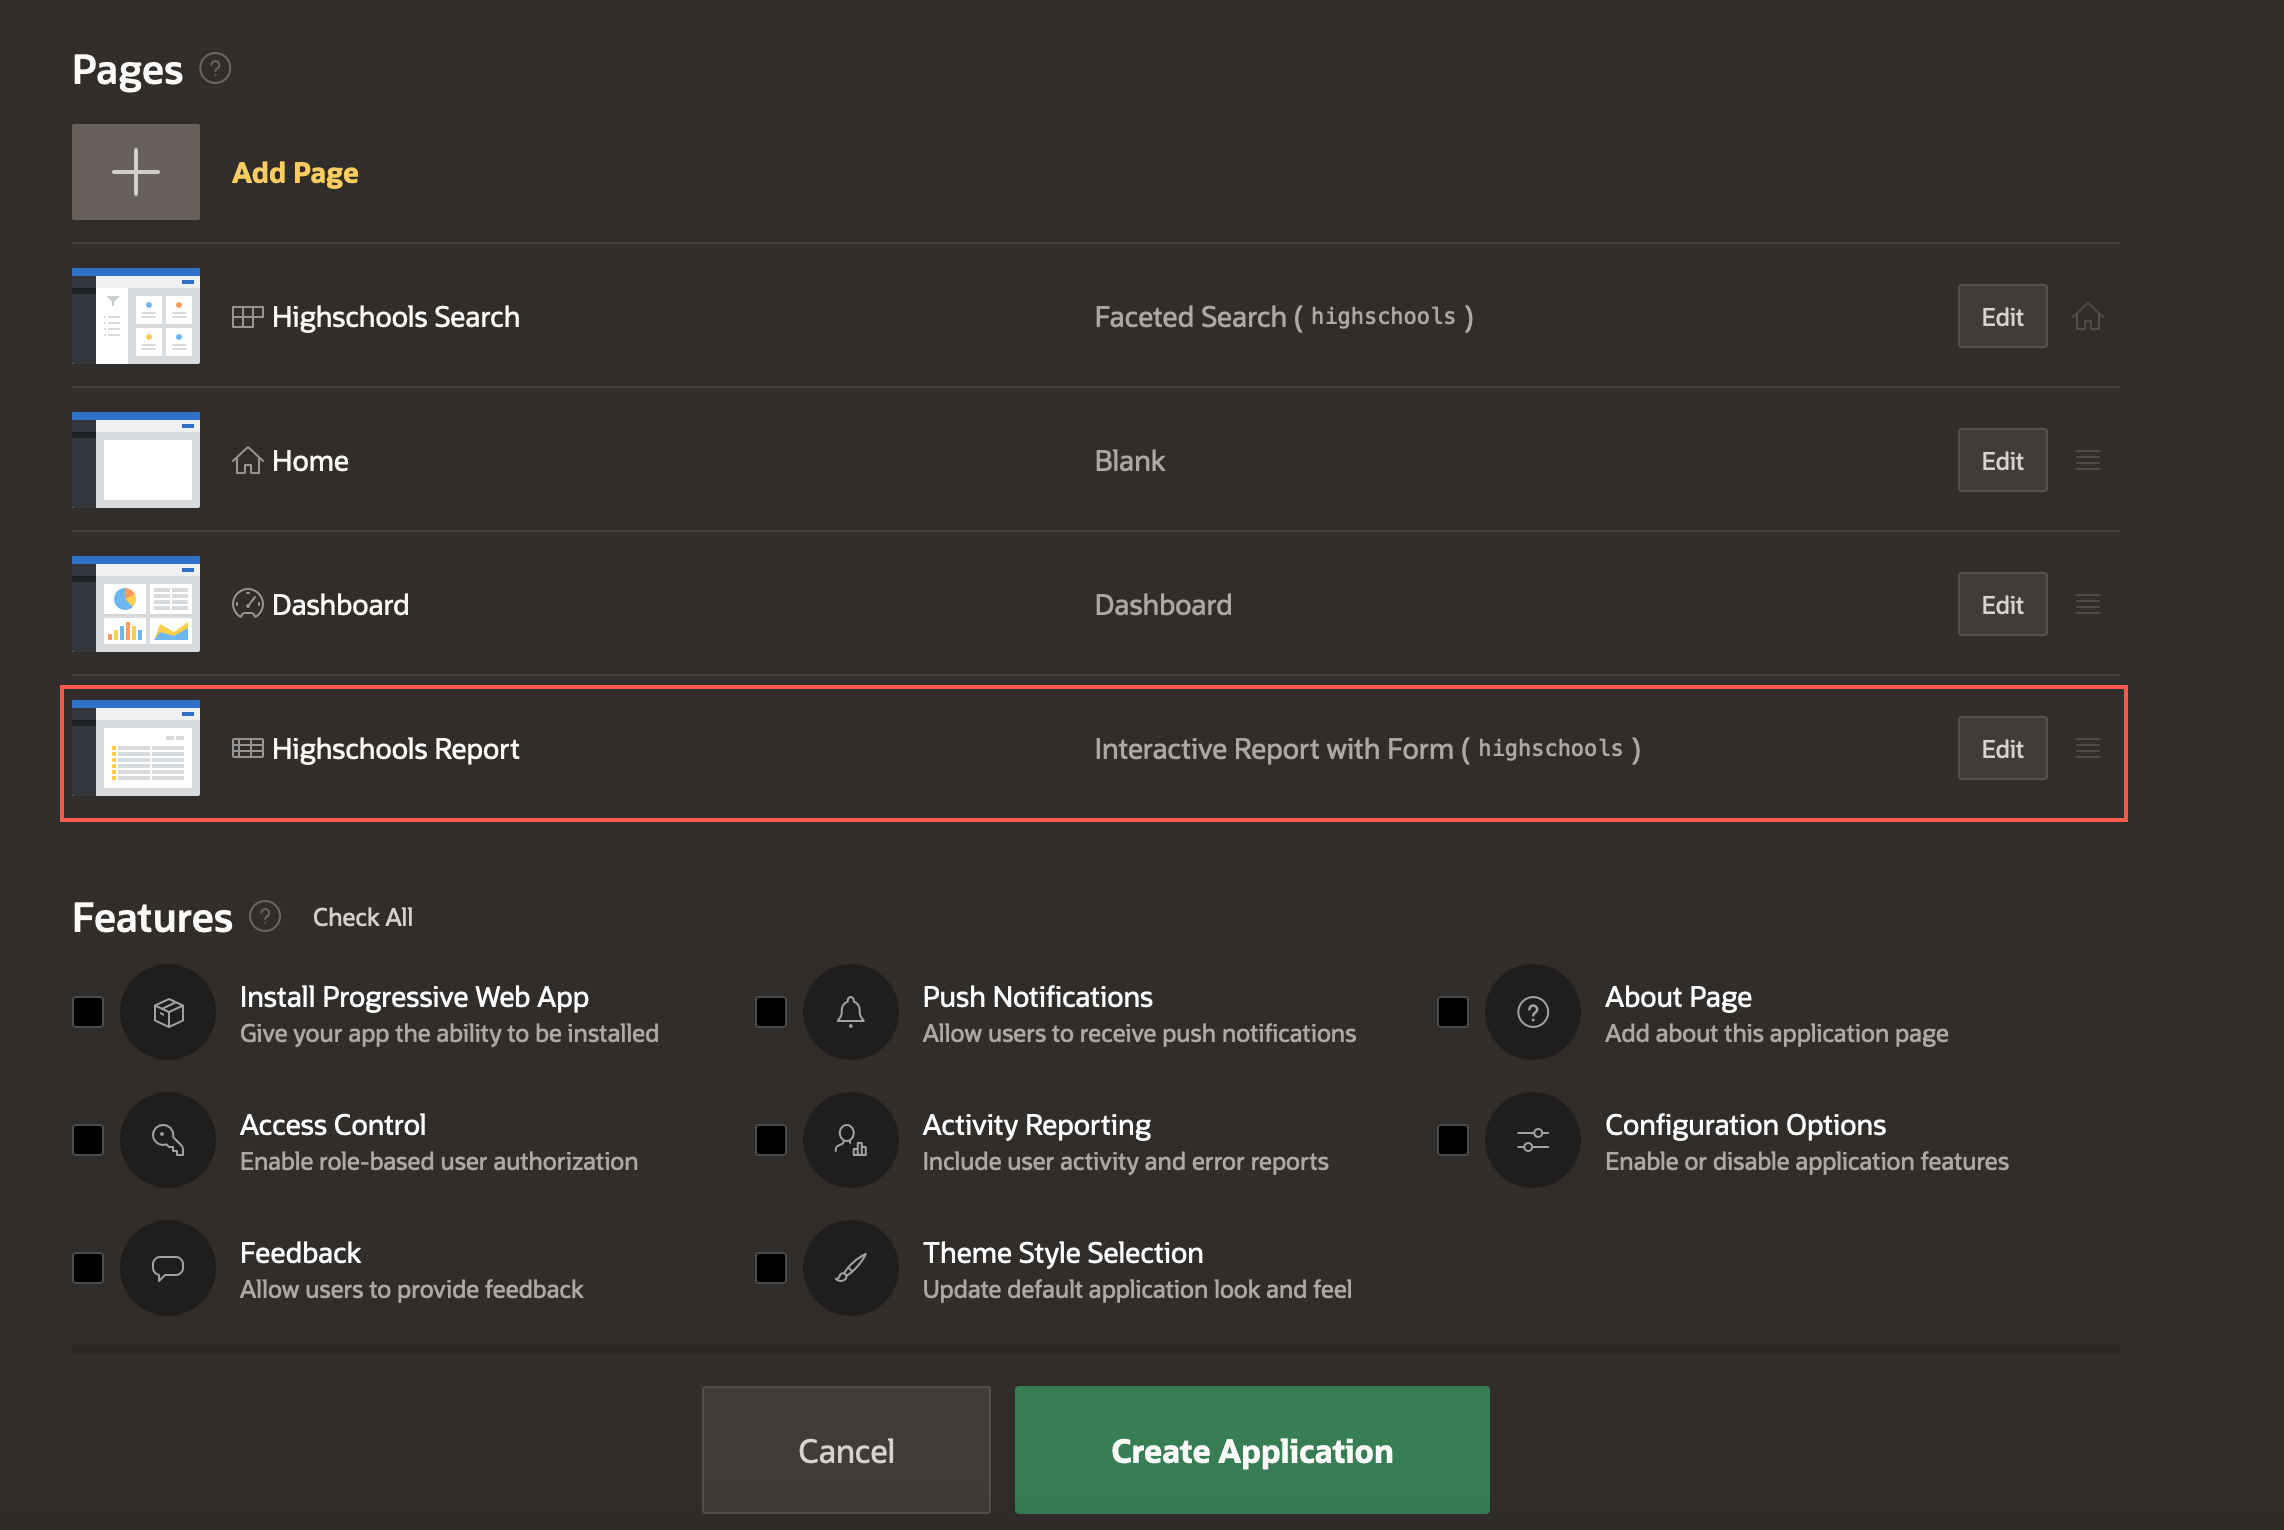 Pages ?
Add Page
Highschools Search Faceted Search ( highschools ) Edit
Home Blank Edit
Dashboard Dashboard Edit
Highschools Report Interactive Report with Form ( highschools ) Edit
Features ? Check All
Install Progressive Web App
Give your app the ability to be installed
Push Notifications
Allow users to receive push notifications
? About Page
Add about this application page
Access Control
Enable role-based user authorization
Activity Reporting
Include user activity and error reports
Configuration Options
Enable or disable application features
Feedback
Allow users to provide feedback
Theme Style Selection
Update default application look and feel
Cancel Create Application